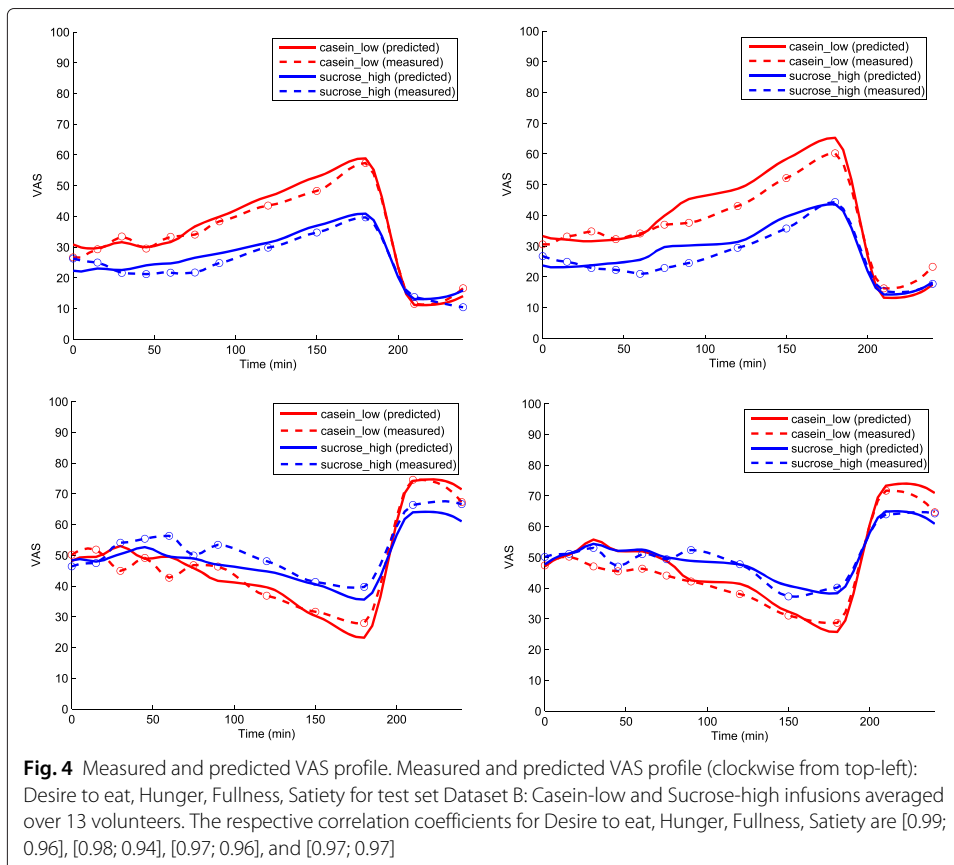 100
90
80
70
60
50
40
30
20
10
0
VAS
0 50 100 150 200
Time (min)
casein_low (predicted)
casein_low (measured)
sucrose_high (predicted)
sucrose_high (measured)
100
90
80
70
60
50
40
30
20
10
0
VAS
0 50 100 150 200
Time (min)
casein_low (predicted)
casein_low (measured)
sucrose_high (predicted)
sucrose_high (measured)
100
90
80
70
60
50
40
30
20
10
0
VAS
0 50 100 150 200
Time (min)
casein_low (predicted)
casein_low (measured)
sucrose_high (predicted)
sucrose_high (measured)
100
90
80
70
60
50
40
30
20
10
0
VAS
0 50 100 150 200
Time (min)
casein_low (predicted)
casein_low (measured)
sucrose_high (predicted)
sucrose_high (measured)
Fig. 4 Measured and predicted VAS profile. Measured and predicted VAS profile (clockwise from top-left):
Desire to eat, Hunger, Fullness, Satiety for test set Dataset B: Casein-low and Sucrose-high infusions averaged
over 13 volunteers. The respective correlation coefficients for Desire to eat, Hunger, Fullness, Satiety are [0.99;
0.96], [0.98; 0.94], [0.97; 0.96], and [0.97; 0.97]